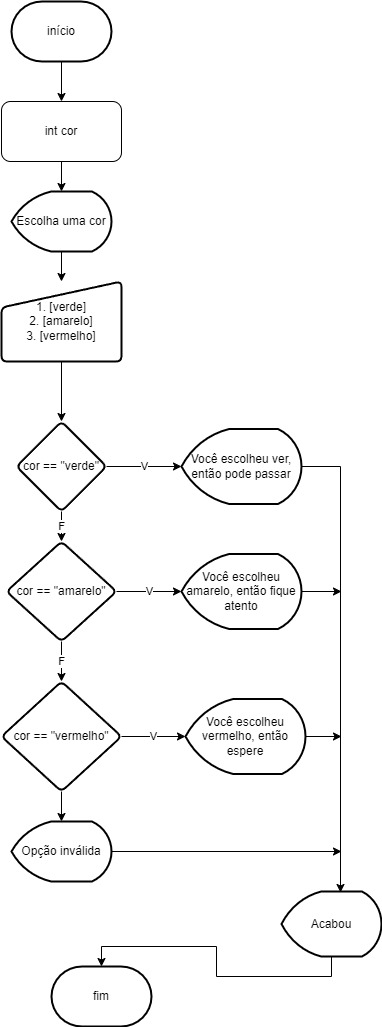 início
int cor
Escolha uma cor
1. [verde]
2. [amarelo]
3. [vermelho]
cor == "verde"
V
Você escolheu ver,
então pode passar
F
cor == "amarelo"
V
Você escolheu
amarelo, então fique
atento
F
cor == "vermelho"
V
Você escolheu
vermelho, então
espere
Opção inválida
Acabou
fim